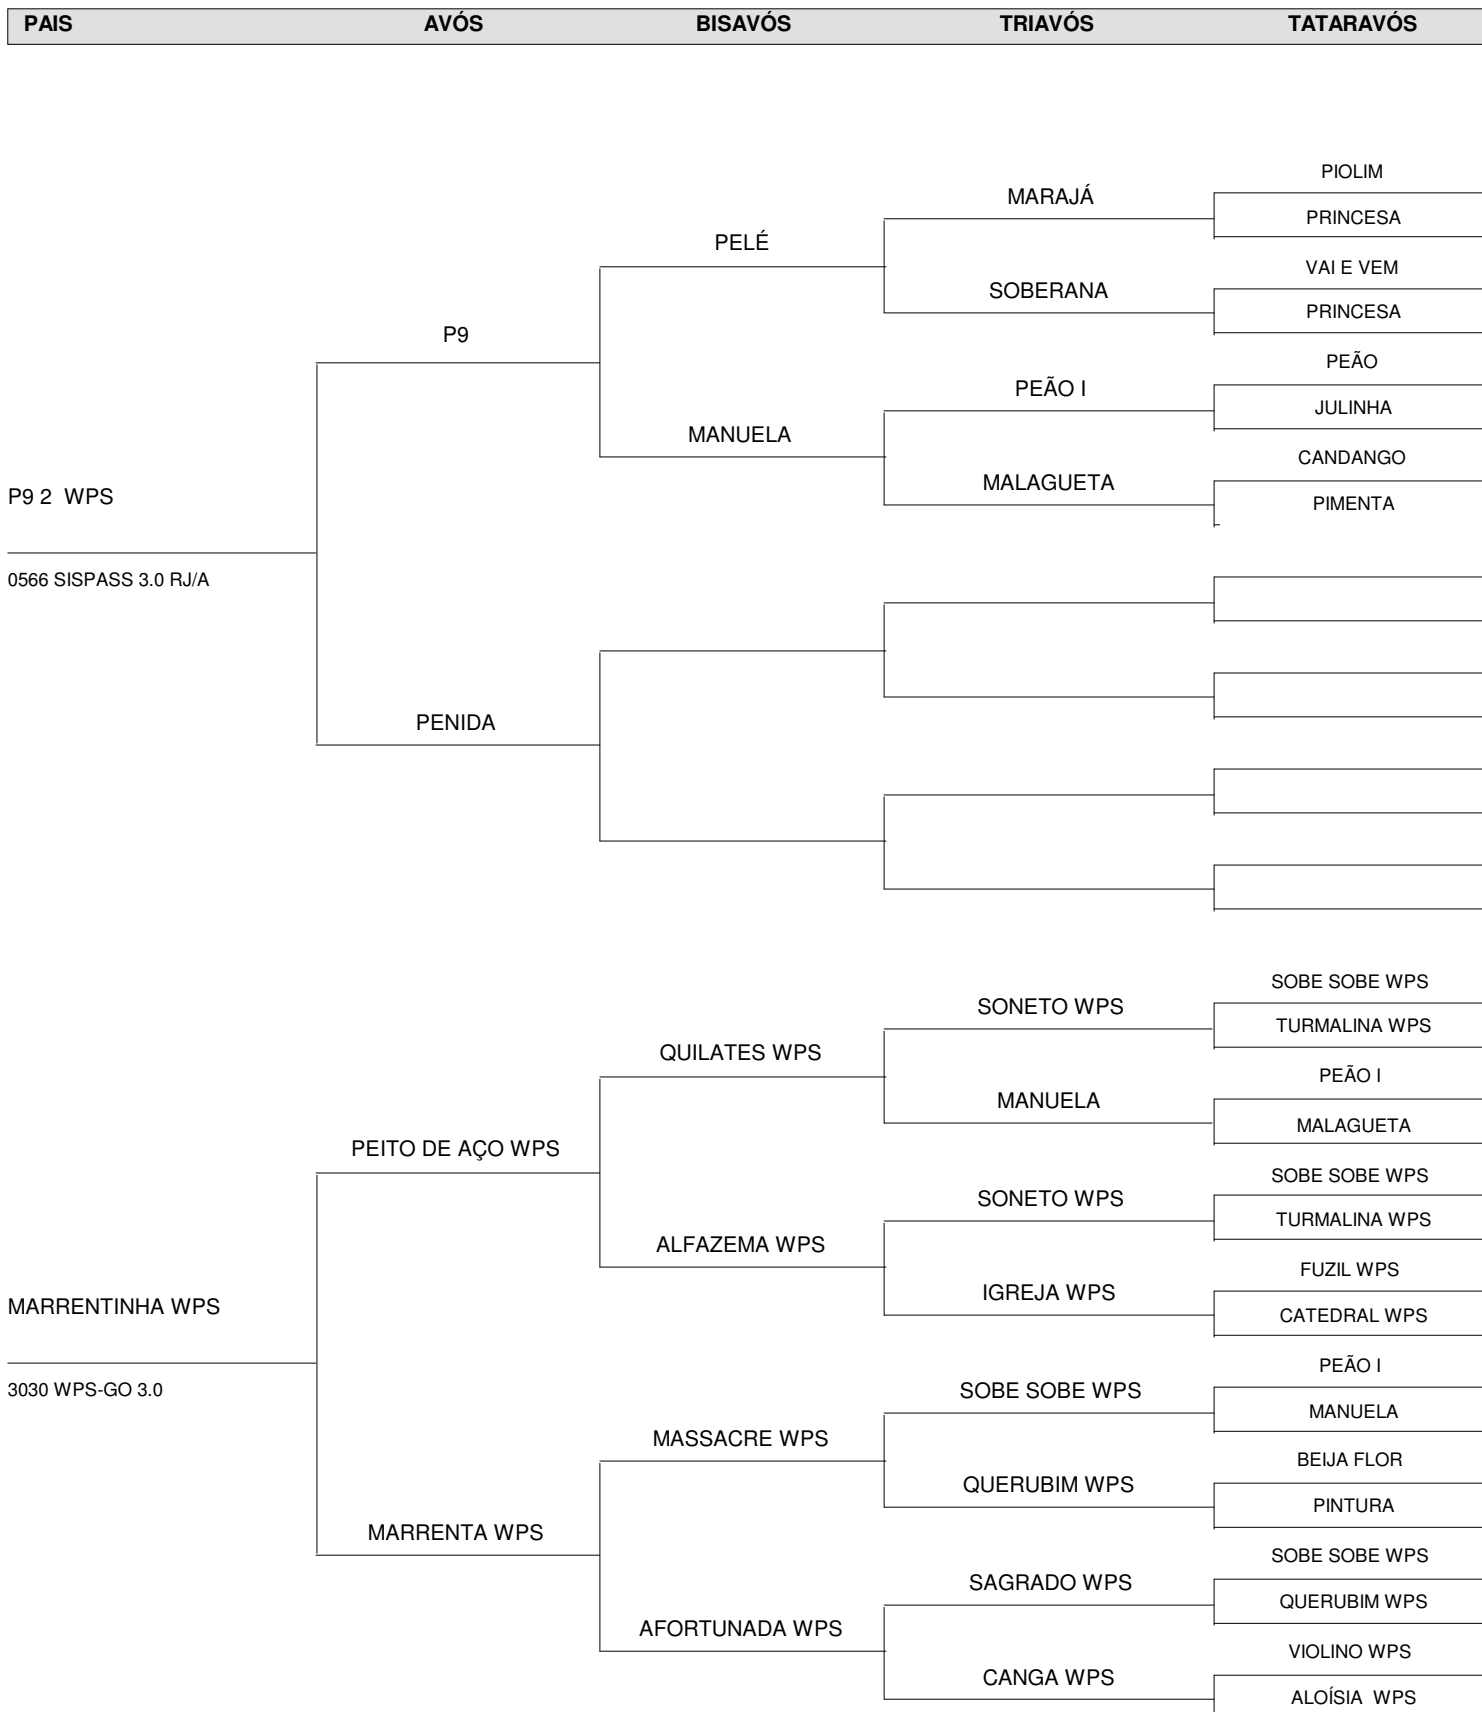 PAIS AVÓS BISAVÓS TRIAVÓS TATARAVÓS
PIOLIM
MARAJÁ
PRINCESA
PELÉ
VAI E VEM
SOBERANA
PRINCESA
P9
PEÃO
PEÃO I
JULINHA
MANUELA
CANDANGO
MALAGUETA
P9 2 WPS
PIMENTA
0566 SISPASS 3.0 RJ/A
PENIDA
SOBE SOBE WPS
SONETO WPS
TURMALINA WPS
QUILATES WPS
PEÃO I
MANUELA
MALAGUETA
PEITO DE AÇO WPS
SOBE SOBE WPS
SONETO WPS
TURMALINA WPS
ALFAZEMA WPS
FUZIL WPS
IGREJA WPS
MARRENTINHA WPS
CATEDRAL WPS
PEÃO I
3030 WPS-GO 3.0
SOBE SOBE WPS
MANUELA
MASSACRE WPS
BEIJA FLOR
QUERUBIM WPS
PINTURA
MARRENTA WPS
SOBE SOBE WPS
SAGRADO WPS
QUERUBIM WPS
AFORTUNADA WPS
VIOLINO WPS
CANGA WPS
ALOÍSIA WPS